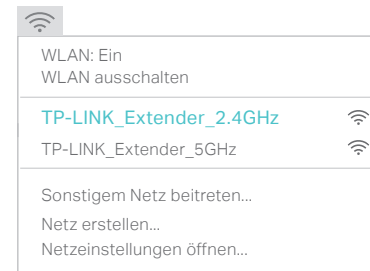 WLAN: Ein
WLAN ausschalten
TP-LINK_Extender_2.4GHz
TP-LINK_Extender_5GHz
Sonstigem Netz beitreten...
Netz erstellen...
Netzeinstellungen öffnen...